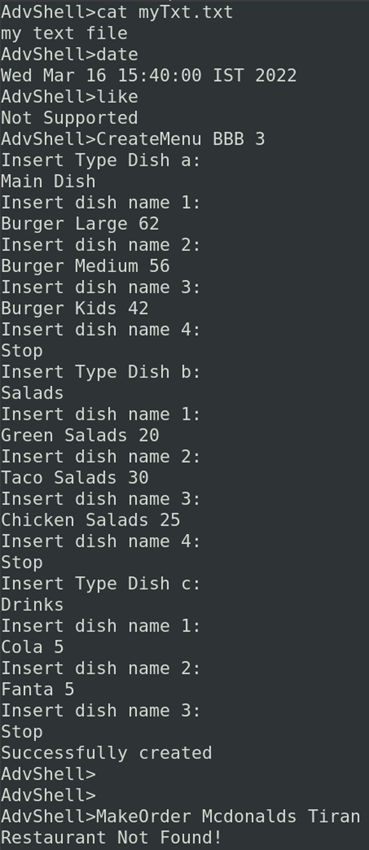 AdvShell>cat myTxt.txt
my text file
AdvShell>date
Wed Mar 16 15:40:00 IST 2022
AdvShell>like
Not Supported
AdvShell>CreateMenu BBB 3
Insert Type Dish a:
Main Dish
Insert dish name 1:
Burger Large 62
Insert dish name 2:
Burger Medium 56
Insert dish name 3:
Burger Kids 42
Insert dish name 4:
Stop
Insert Type Dish b:
Salads
Insert dish name 1:
Green Salads 20
Insert dish name 2:
Taco Salads 30
Insert dish name 3:
Chicken Salads 25
Insert dish name 4:
Stop
Insert Type Dish c:
Drinks
Insert dish name 1:
Cola 5
Insert dish name 2:
Fanta 5
Insert dish name 3:
Stop
Successfully created
AdvShell>
AdvShell>
AdvShell>MakeOrder Mcdonalds Tiran
Restaurant Not Found!